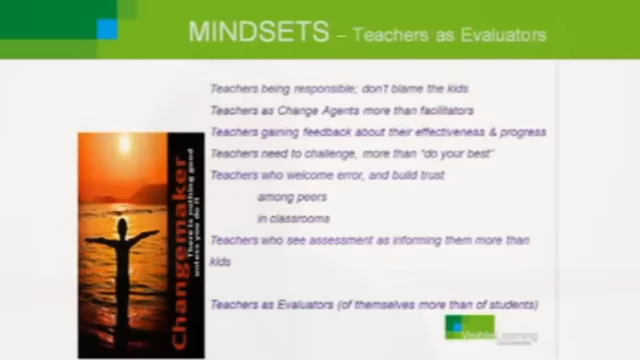 MINDSETS – Teachers as Evaluators
Teachers being responsible; don't blame the kids
Teachers as Change Agents more than facilitators
Teachers gaining feedback about their effectiveness & progress
Teachers need to challenge, more than "do your best"
Teachers who welcome error, and build trust
among peers
in classrooms
Teachers who see assessment as informing them more than
kids
Teachers as Evaluators (of themselves more than of students)
Changemaker
There is nothing good
unless you do it
Visible Learning